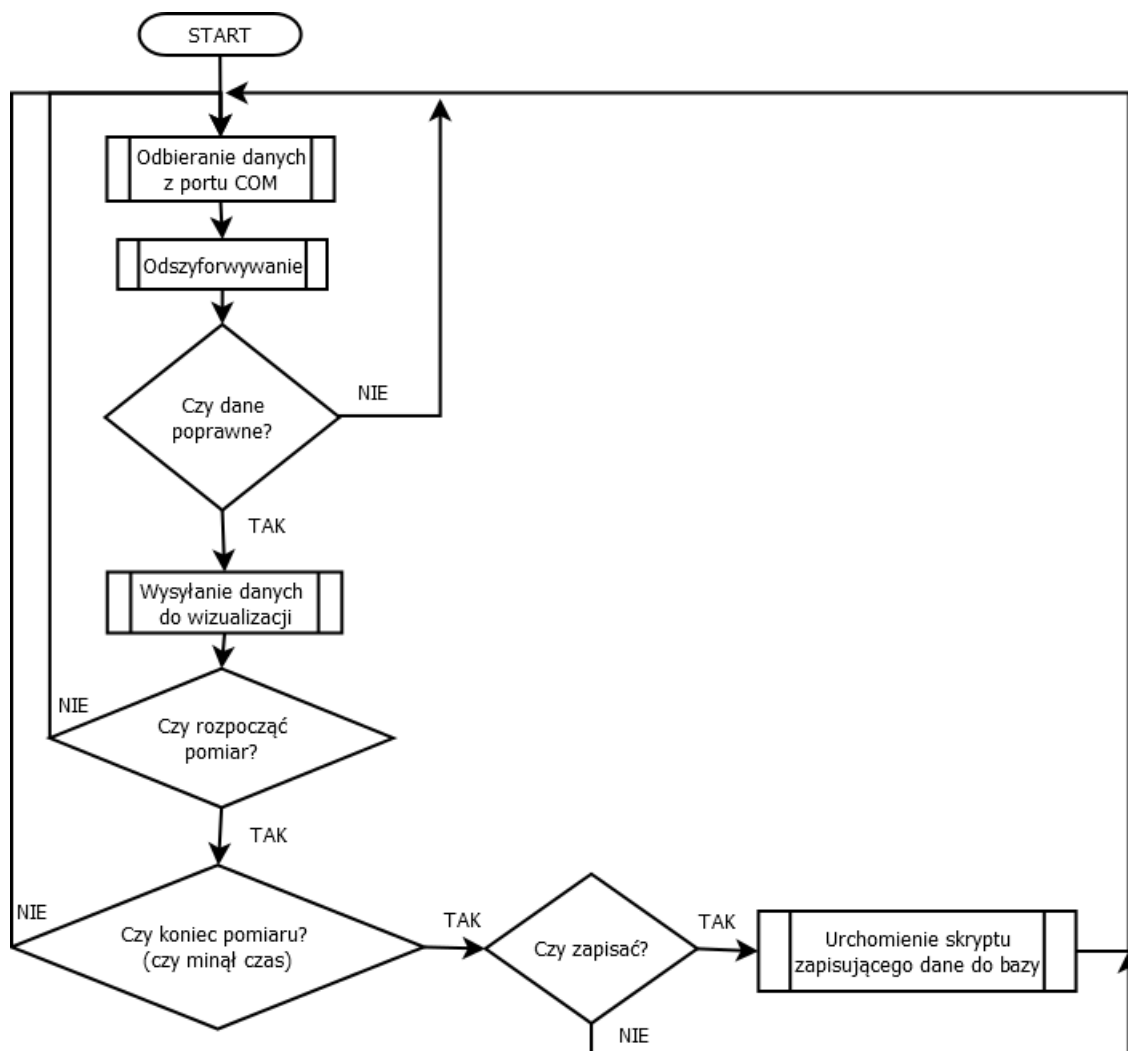 START
Odbieranie danych
z portu COM
Odszyforwywanie
Czy dane
poprawne?
NIE
TAK
Wysyłanie danych
do wizualizacji
NIE
Czy rozpocząć
pomiar?
TAK
NIE
Czy koniec pomiaru?
(czy minął czas)
TAK
Czy zapisać?
TAK
Urchomienie skryptu
zapisującego dane do bazy
NIE